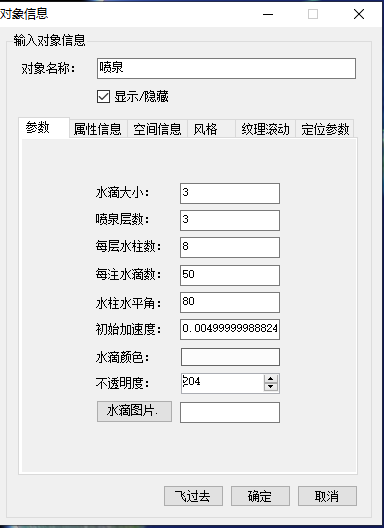 对象信息
输入对象信息
对象名称： 喷泉
显示/隐藏
参数 属性信息 空间信息 风格 纹理滚动 定位参数
水滴大小： 3
喷泉层数： 3
每层水柱数： 8
每注水滴数： 50
水柱水平角： 80
初始加速度： 0.00499999988824
水滴颜色：
不透明度： 204
水滴图片.
飞过去 确定 取消